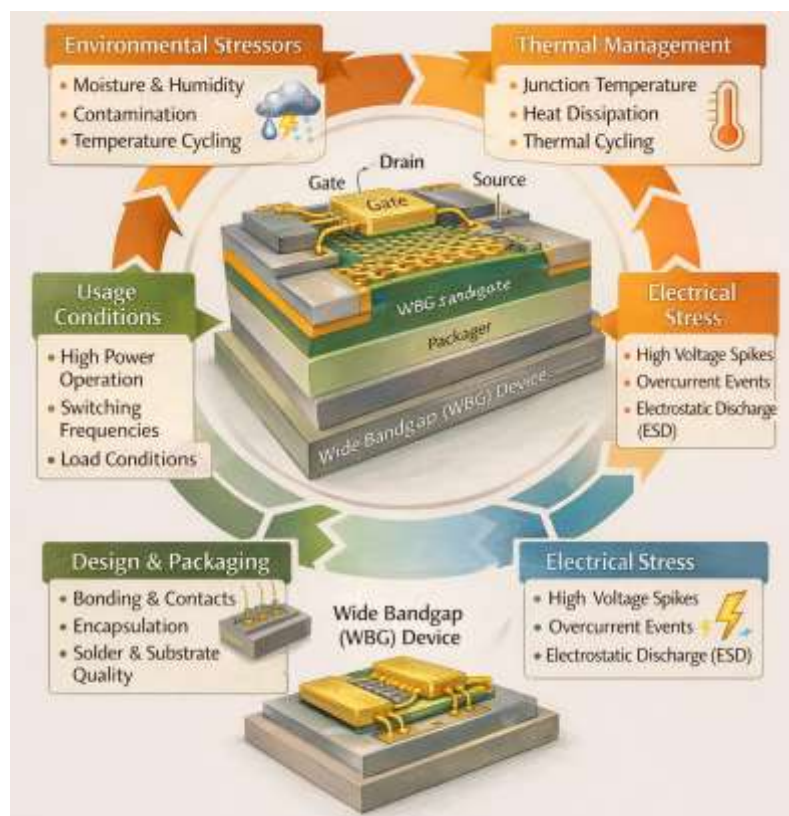 Environmental Stressors
• Moisture & Humidity
• Contamination
• Temperature Cycling
Thermal Management
• Junction Temperature
• Heat Dissipation
• Thermal Cycling
Drain
Gate
Source
Gate
WBG sandgate
Packager
Wide Bandgap (WBG) Device
Usage
Conditions
• High Power
Operation
• Switching
Frequencies
• Load Conditions
Electrical
Stress
• High Voltage Spikes
• Overcurrent Events
• Electrostatic Discharge
(ESD)
Design & Packaging
• Bonding & Contacts
• Encapsulation
• Solder & Substrate
Quality
Wide Bandgap
(WBG) Device
Electrical Stress
• High Voltage Spikes
• Overcurrent Events
• Electrostatic Discharge (ESD)